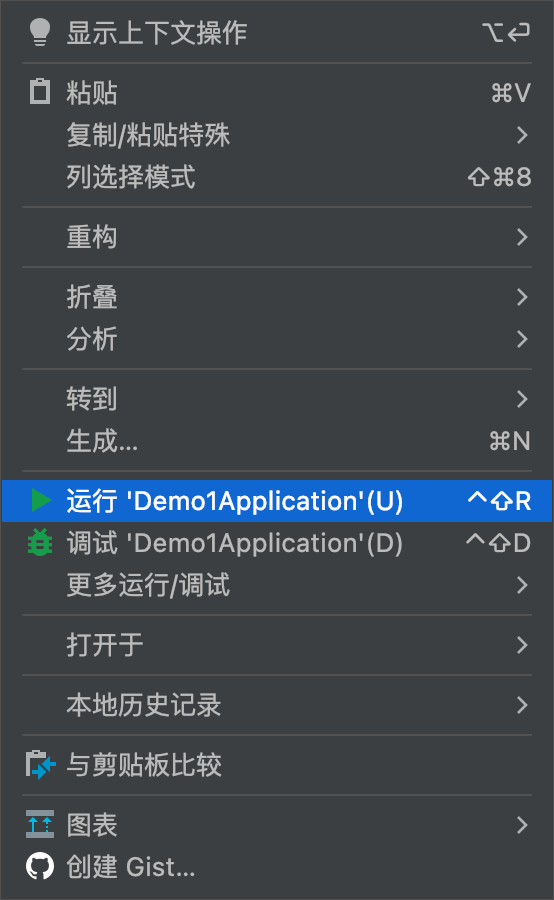 显示上下文操作 ⌥⏎
粘贴 ⌘V
复制/粘贴特殊
列选择模式 ⇧⌘8
重构
折叠
分析
转到
生成... ⌘N
运行 'Demo1Application'(U) ^⇧R
调试 'Demo1Application'(D) ^⇧D
更多运行/调试
打开于
本地历史记录
与剪贴板比较
图表
创建 Gist...